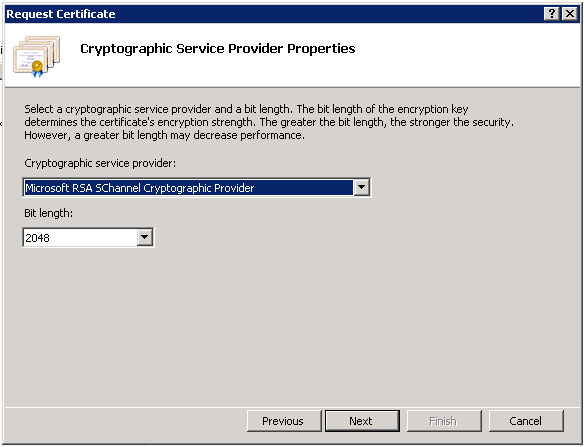 Request Certificate
Cryptographic Service Provider Properties
Select a cryptographic service provider and a bit length. The bit length of the encryption key
determines the certificate's encryption strength. The greater the bit length, the stronger the security.
However, a greater bit length may decrease performance.
Cryptographic service provider:
Microsoft RSA SChannel Cryptographic Provider
Bit length:
2048
Previous Next Finish Cancel